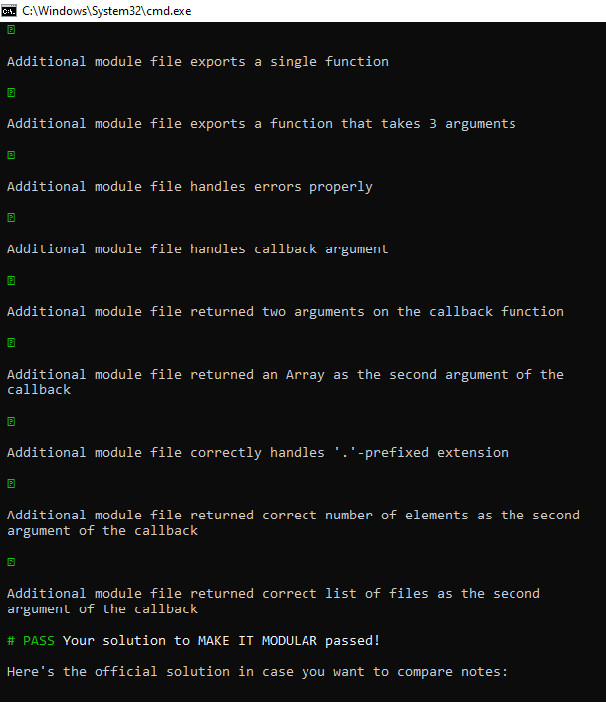 C:\Windows\System32\cmd.exe
Additional module file exports a single function
Additional module file exports a function that takes 3 arguments
Additional module file handles errors properly
Additional module file handles callback argument
Additional module file returned two arguments on the callback function
Additional module file returned an Array as the second argument of the
callback
Additional module file correctly handles '.'-prefixed extension
Additional module file returned correct number of elements as the second
argument of the callback
Additional module file returned correct list of files as the second
argument of the callback
# PASS Your solution to MAKE IT MODULAR passed!
Here's the official solution in case you want to compare notes: